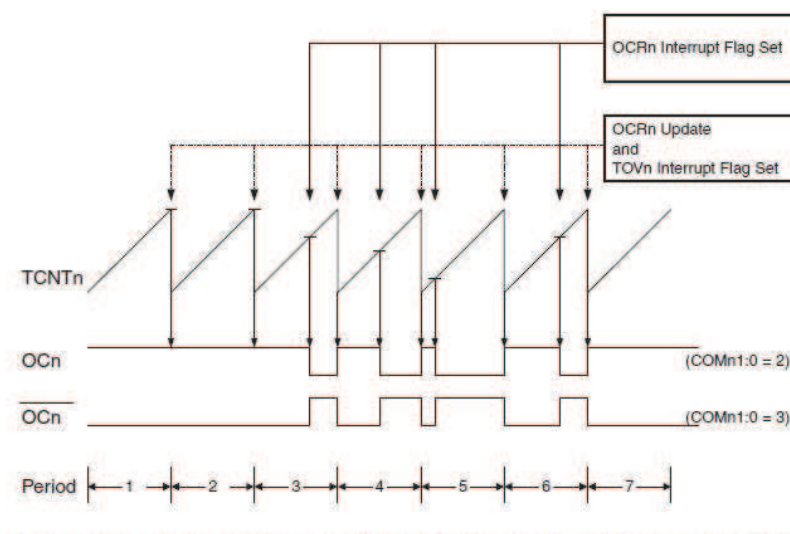 OCRn Interrupt Flag Set
OCRn Update
and
TOVn Interrupt Flag Set
TCNTn
OCn
(COMn1:0 = 2)
OCn
(COMn1:0 = 3)
Period
1 2 3 4 5 6 7